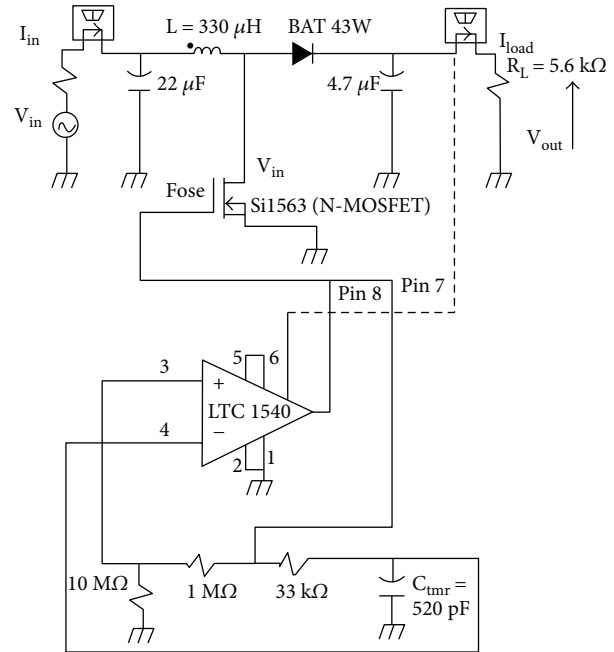 I_in
L = 330 μH
BAT 43W
I_load
R_L = 5.6 kΩ
22 μF
4.7 μF
V_in
V_out
V_in
Fose
Si1563 (N-MOSFET)
Pin 8
Pin 7
3
5
6
+
LTC 1540
4
−
2
1
10 MΩ
1 MΩ
33 kΩ
C_tmr =
520 pF